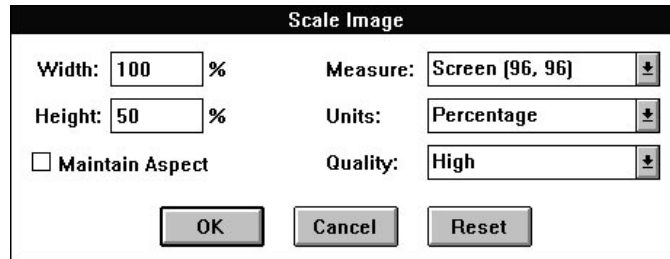 Scale Image
Width: 100 % Measure: Screen (96, 96)
Height: 50 % Units: Percentage
Maintain Aspect Quality: High
OK Cancel Reset